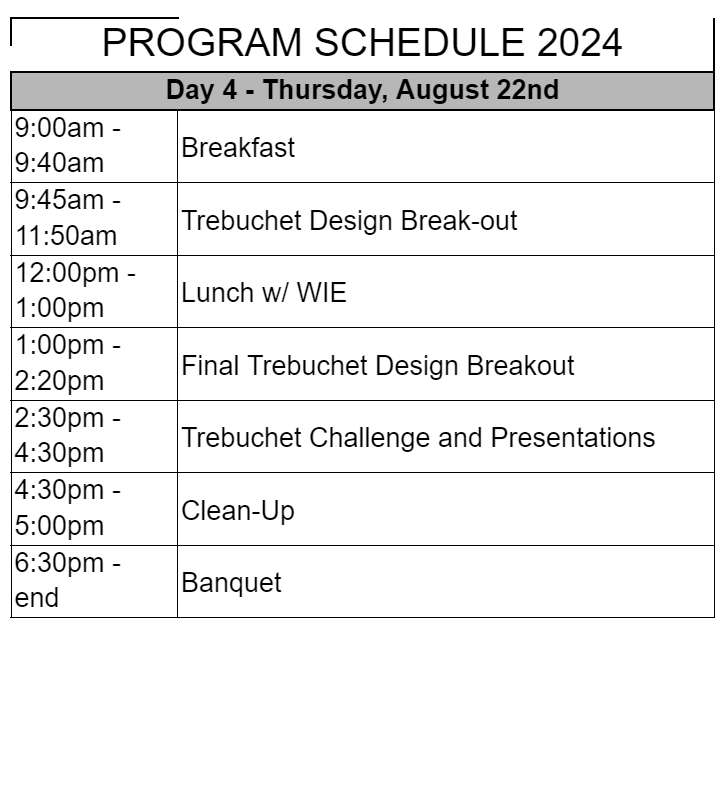 PROGRAM SCHEDULE 2024
Day 4 - Thursday, August 22nd
9:00am -
9:40am
Breakfast
9:45am -
11:50am
Trebuchet Design Break-out
12:00pm -
1:00pm
Lunch w/ WIE
1:00pm -
2:20pm
Final Trebuchet Design Breakout
2:30pm -
4:30pm
Trebuchet Challenge and Presentations
4:30pm -
5:00pm
Clean-Up
6:30pm -
end
Banquet